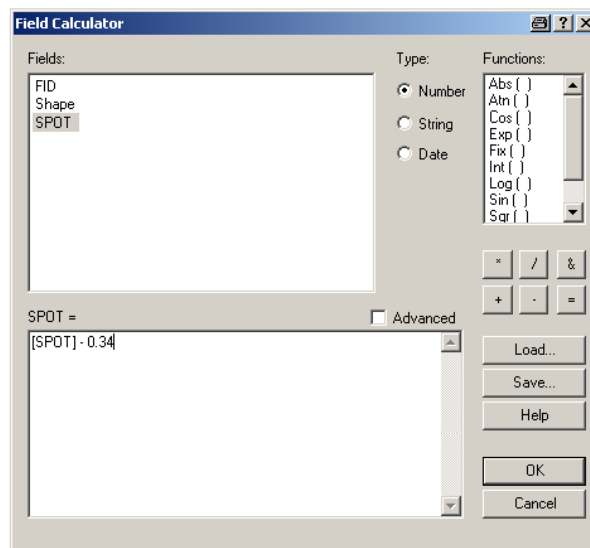 Field Calculator
Fields:
FID
Shape
SPOT
Type:
Number
String
Date
Functions:
Abs ( )
Atn ( )
Cos ( )
Exp ( )
Fix ( )
Int ( )
Log ( )
Sin ( )
Sqr ( )
* / &
+ - =
SPOT =
Advanced
[SPOT] - 0.34
Load...
Save...
Help
OK
Cancel